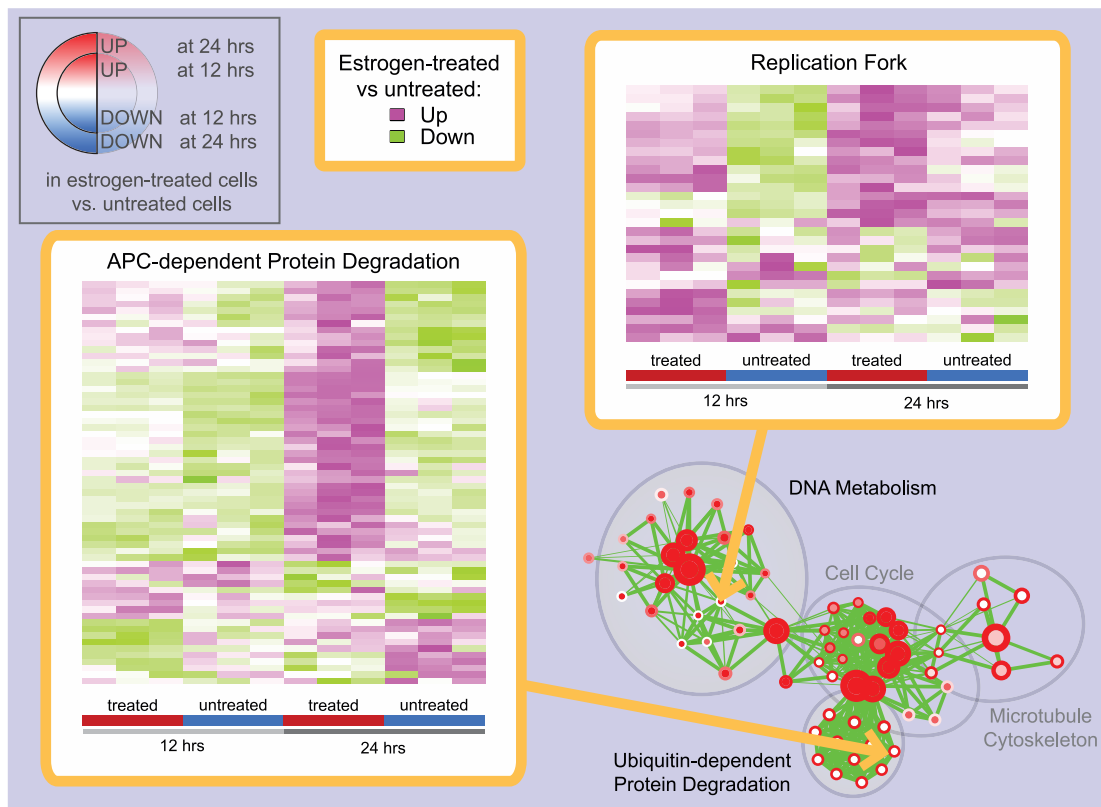 UP at 24 hrs
UP at 12 hrs
DOWN at 12 hrs
DOWN at 24 hrs
in estrogen-treated cells
vs. untreated cells
Estrogen-treated
vs untreated:
Up
Down
Replication Fork
treated untreated treated untreated
12 hrs 24 hrs
APC-dependent Protein Degradation
treated untreated treated untreated
12 hrs 24 hrs
DNA Metabolism
Cell Cycle
Microtubule
Cytoskeleton
Ubiquitin-dependent
Protein Degradation